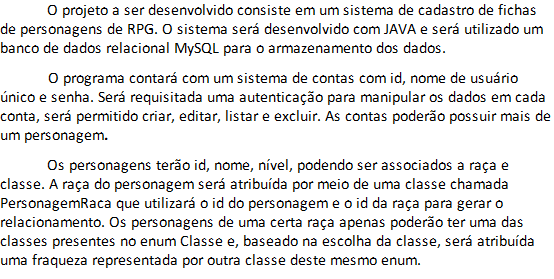 O projeto a ser desenvolvido consiste em um sistema de cadastro de fichas
de personagens de RPG. O sistema será desenvolvido com JAVA e será utilizado um
banco de dados relacional MySQL para o armazenamento dos dados.
O programa contará com um sistema de contas com id, nome de usuário
único e senha. Será requisitada uma autenticação para manipular os dados em cada
conta, será permitido criar, editar, listar e excluir. As contas poderão possuir mais de
um personagem.
Os personagens terão id, nome, nível, podendo ser associados a raça e
classe. A raça do personagem será atribuída por meio de uma classe chamada
PersonagemRaca que utilizará o id do personagem e o id da raça para gerar o
relacionamento. Os personagens de uma certa raça apenas poderão ter uma das
classes presentes no enum Classe e, baseado na escolha da classe, será atribuída
uma fraqueza representada por outra classe deste mesmo enum.